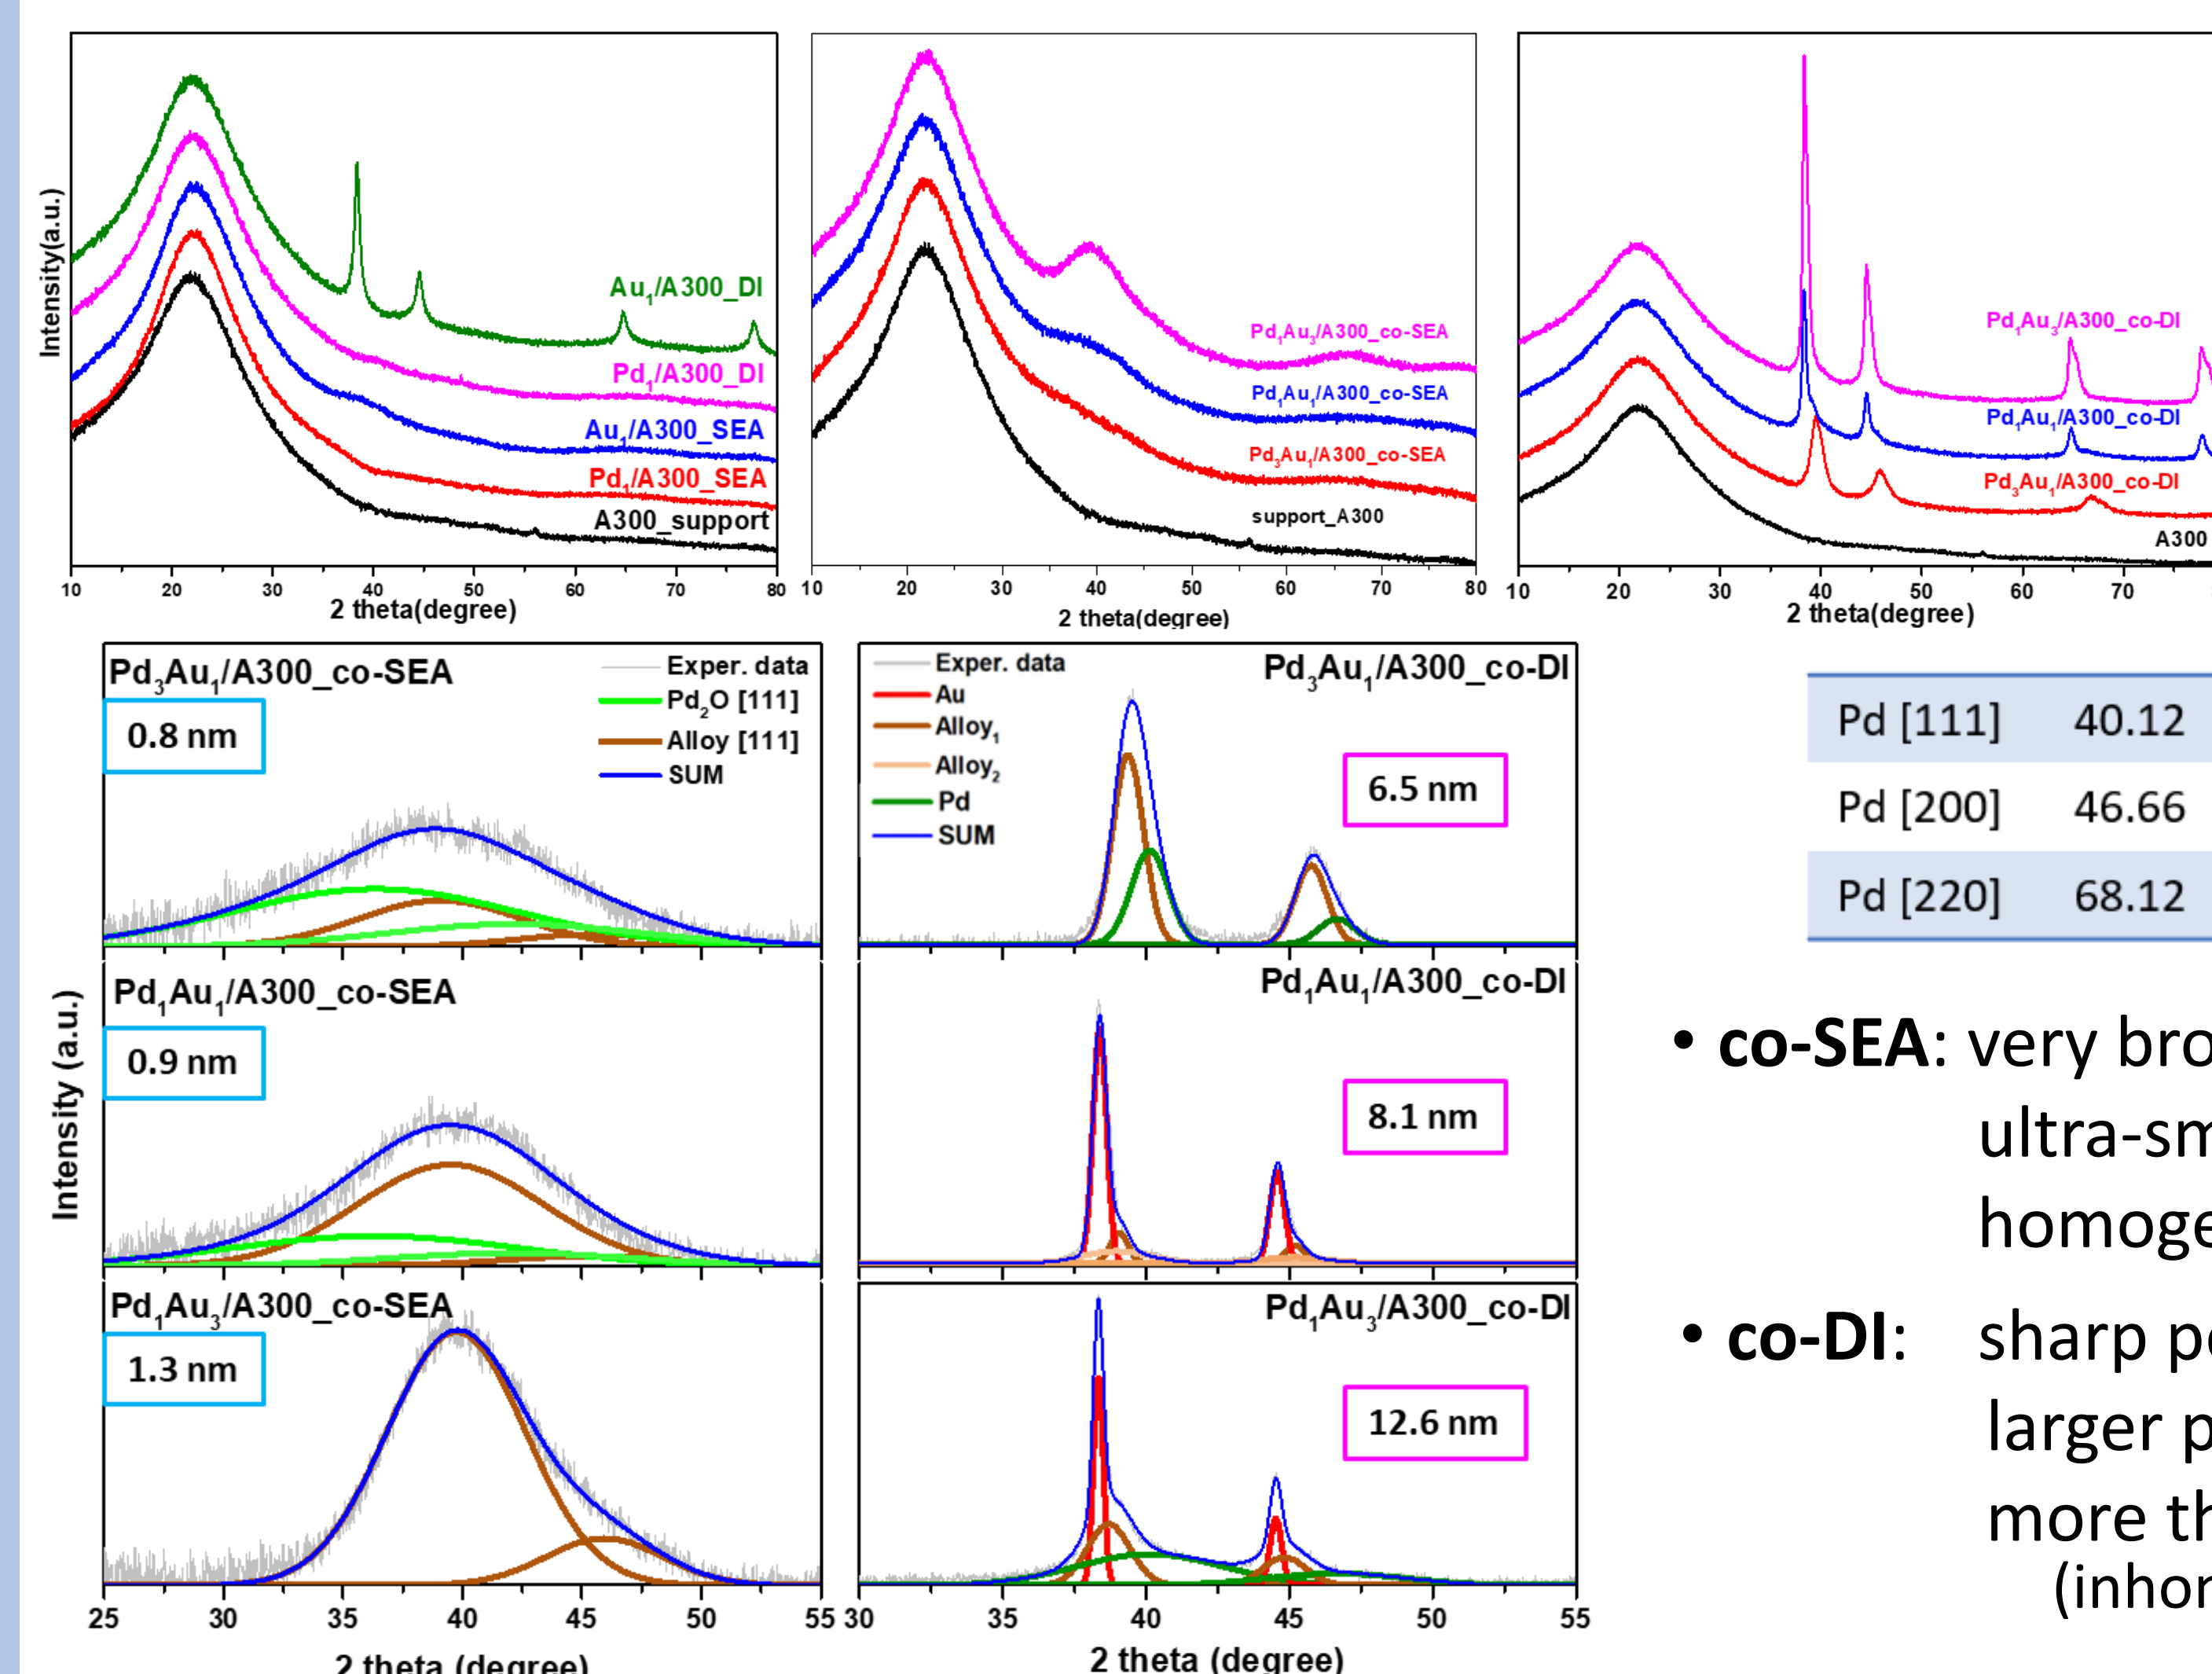 Intensity(a.u.)
Au₁/A300_DI
Pd₁/A300_DI
Au₁/A300_SEA
Pd₁/A300_SEA
A300_support
10 20 30 40 50 60 70 80
2 theta(degree)
Pd₁Au₃/A300_co-SEA
Pd₁Au₁/A300_co-SEA
Pd₃Au₁/A300_co-SEA
support_A300
10 20 30 40 50 60 70 80
2 theta(degree)
Pd₁Au₃/A300_co-DI
Pd₁Au₁/A300_co-DI
Pd₃Au₁/A300_co-DI
A300
10 20 30 40 50 60 70
2 theta(degree)
Pd₃Au₁/A300_co-SEA
0.8 nm
Exper. data
Pd₂O [111]
Alloy [111]
SUM
Pd₁Au₁/A300_co-SEA
0.9 nm
Pd₁Au₃/A300_co-SEA
1.3 nm
Intensity (a.u.)
25 30 35 40 45 50 55
2 theta (degree)
Exper. data
Au
Alloy₁
Alloy₂
Pd
SUM
Pd₃Au₁/A300_co-DI
6.5 nm
Pd₁Au₁/A300_co-DI
8.1 nm
Pd₁Au₃/A300_co-DI
12.6 nm
30 35 40 45 50 55
2 theta (degree)
Pd [111] 40.12
Pd [200] 46.66
Pd [220] 68.12
• co-SEA: very bro
ultra-sm
homoge
• co-DI: sharp pe
larger p
more th
(inhor